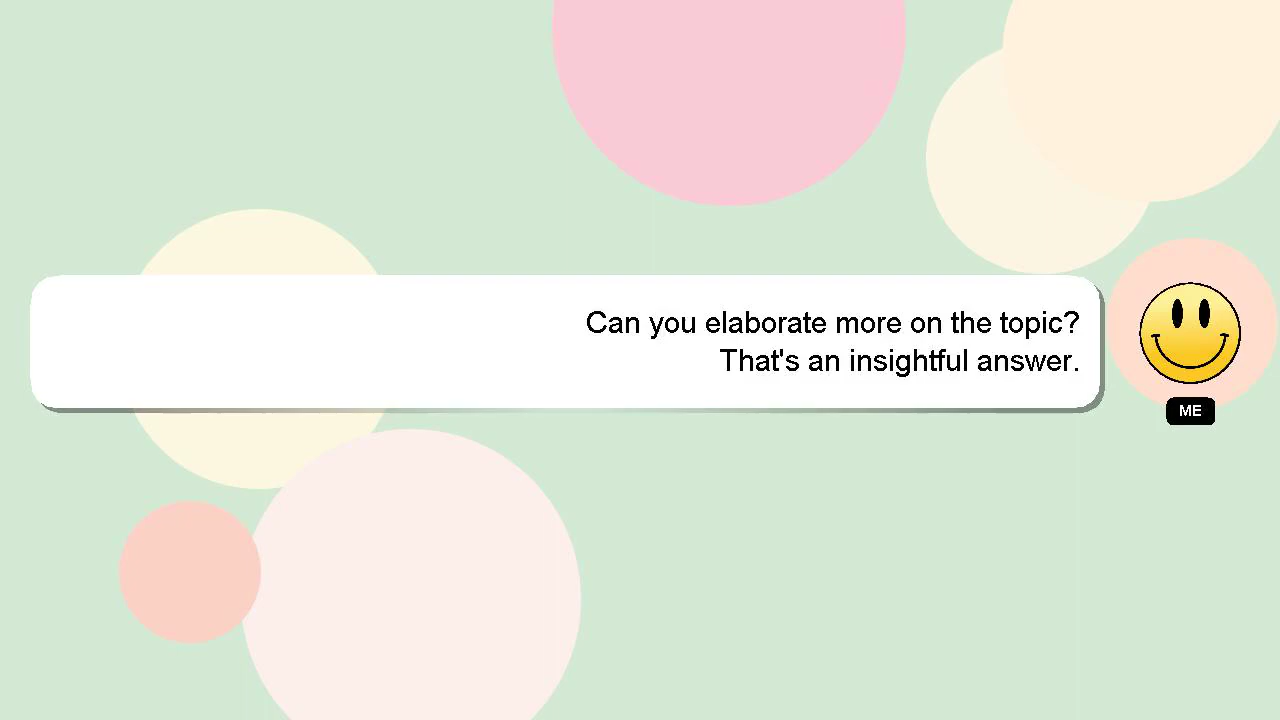 Can you elaborate more on the topic?
That's an insightful answer.
ME